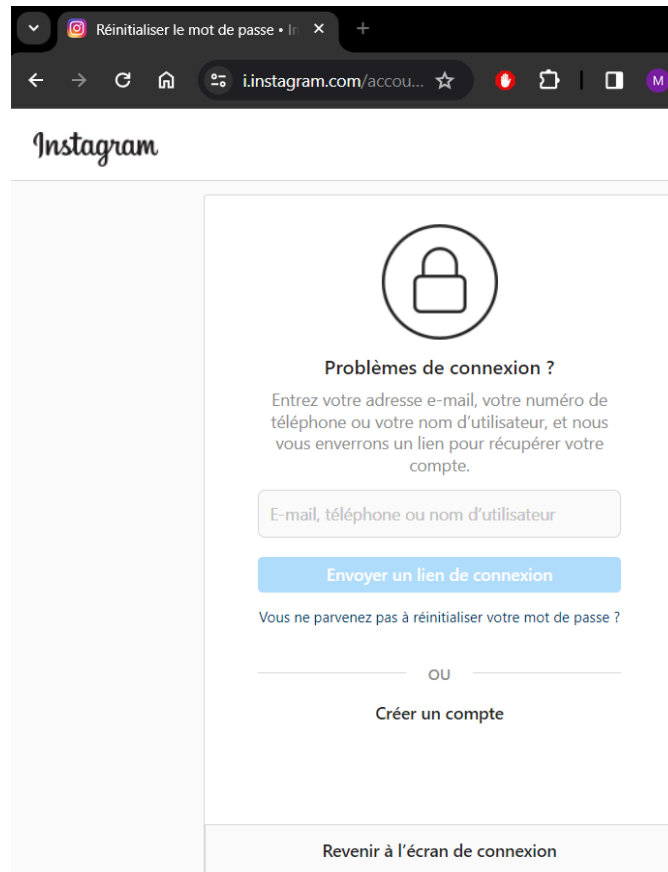 Réinitialiser le mot de passe • In
i.instagram.com/accou...
M
Instagram
Problèmes de connexion ?
Entrez votre adresse e-mail, votre numéro de
téléphone ou votre nom d’utilisateur, et nous
vous enverrons un lien pour récupérer votre
compte.
E-mail, téléphone ou nom d’utilisateur
Envoyer un lien de connexion
Vous ne parvenez pas à réinitialiser votre mot de passe ?
OU
Créer un compte
Revenir à l’écran de connexion